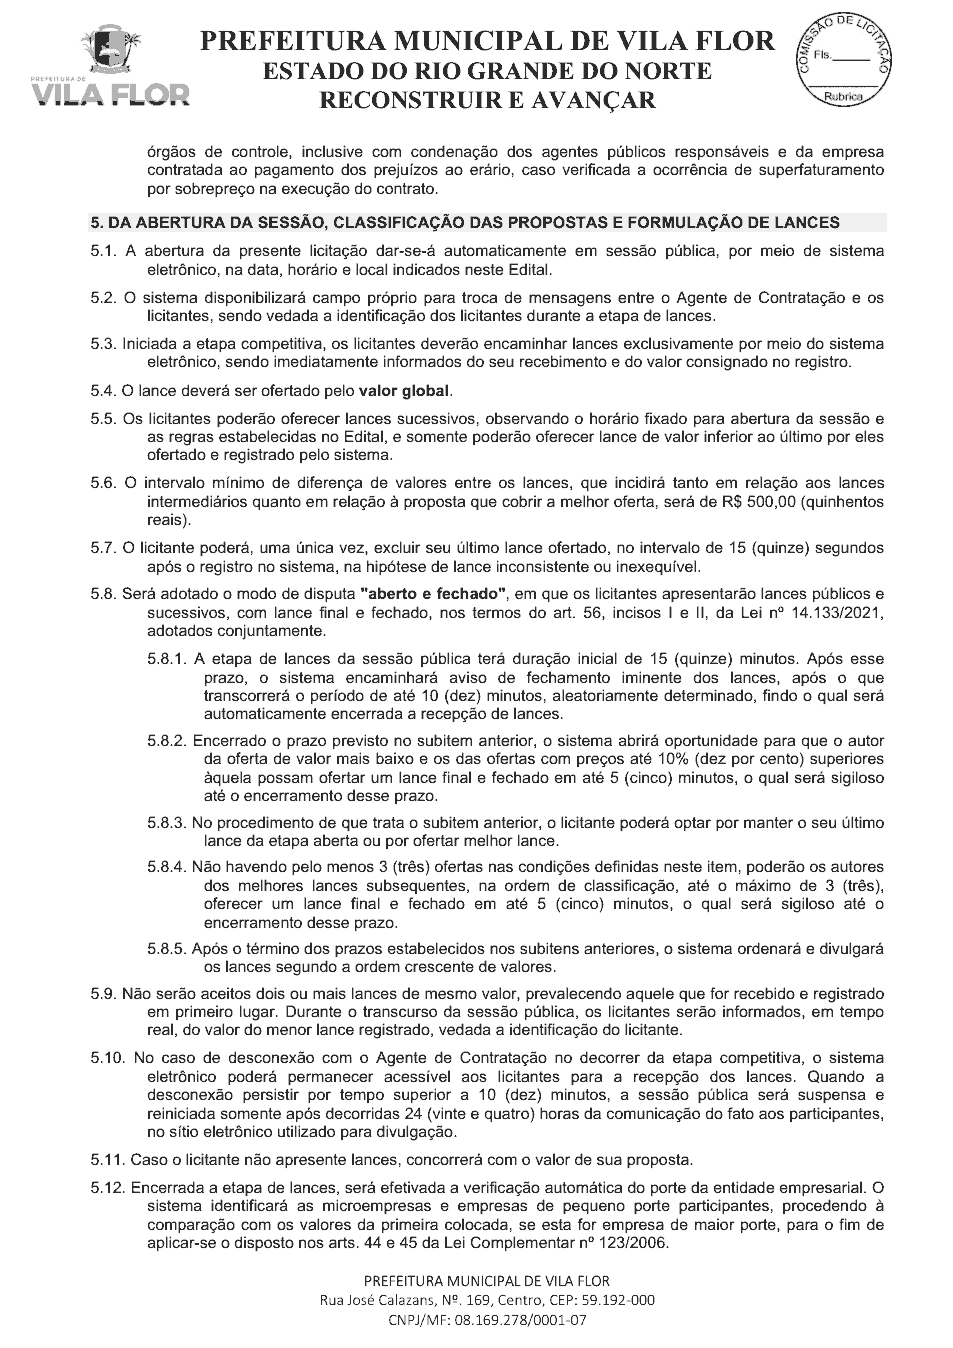 PREFEITURA DE
VILA FLOR
PREFEITURA MUNICIPAL DE VILA FLOR
ESTADO DO RIO GRANDE DO NORTE
RECONSTRUIR E AVANÇAR
COMISSÃO DE LICITAÇÃO
Fls.______
Rubrica
órgãos de controle, inclusive com condenação dos agentes públicos responsáveis e da empresa
contratada ao pagamento dos prejuízos ao erário, caso verificada a ocorrência de superfaturamento
por sobrepreço na execução do contrato.
5. DA ABERTURA DA SESSÃO, CLASSIFICAÇÃO DAS PROPOSTAS E FORMULAÇÃO DE LANCES
5.1. A abertura da presente licitação dar-se-á automaticamente em sessão pública, por meio de sistema
eletrônico, na data, horário e local indicados neste Edital.
5.2. O sistema disponibilizará campo próprio para troca de mensagens entre o Agente de Contratação e os
licitantes, sendo vedada a identificação dos licitantes durante a etapa de lances.
5.3. Iniciada a etapa competitiva, os licitantes deverão encaminhar lances exclusivamente por meio do sistema
eletrônico, sendo imediatamente informados do seu recebimento e do valor consignado no registro.
5.4. O lance deverá ser ofertado pelo valor global.
5.5. Os licitantes poderão oferecer lances sucessivos, observando o horário fixado para abertura da sessão e
as regras estabelecidas no Edital, e somente poderão oferecer lance de valor inferior ao último por eles
ofertado e registrado pelo sistema.
5.6. O intervalo mínimo de diferença de valores entre os lances, que incidirá tanto em relação aos lances
intermediários quanto em relação à proposta que cobrir a melhor oferta, será de R$ 500,00 (quinhentos
reais).
5.7. O licitante poderá, uma única vez, excluir seu último lance ofertado, no intervalo de 15 (quinze) segundos
após o registro no sistema, na hipótese de lance inconsistente ou inexequível.
5.8. Será adotado o modo de disputa "aberto e fechado", em que os licitantes apresentarão lances públicos e
sucessivos, com lance final e fechado, nos termos do art. 56, incisos I e II, da Lei nº 14.133/2021,
adotados conjuntamente.
5.8.1. A etapa de lances da sessão pública terá duração inicial de 15 (quinze) minutos. Após esse
prazo, o sistema encaminhará aviso de fechamento iminente dos lances, após o que
transcorrerá o período de até 10 (dez) minutos, aleatoriamente determinado, findo o qual será
automaticamente encerrada a recepção de lances.
5.8.2. Encerrado o prazo previsto no subitem anterior, o sistema abrirá oportunidade para que o autor
da oferta de valor mais baixo e os das ofertas com preços até 10% (dez por cento) superiores
àquela possam ofertar um lance final e fechado em até 5 (cinco) minutos, o qual será sigiloso
até o encerramento desse prazo.
5.8.3. No procedimento de que trata o subitem anterior, o licitante poderá optar por manter o seu último
lance da etapa aberta ou por ofertar melhor lance.
5.8.4. Não havendo pelo menos 3 (três) ofertas nas condições definidas neste item, poderão os autores
dos melhores lances subsequentes, na ordem de classificação, até o máximo de 3 (três),
oferecer um lance final e fechado em até 5 (cinco) minutos, o qual será sigiloso até o
encerramento desse prazo.
5.8.5. Após o término dos prazos estabelecidos nos subitens anteriores, o sistema ordenará e divulgará
os lances segundo a ordem crescente de valores.
5.9. Não serão aceitos dois ou mais lances de mesmo valor, prevalecendo aquele que for recebido e registrado
em primeiro lugar. Durante o transcurso da sessão pública, os licitantes serão informados, em tempo
real, do valor do menor lance registrado, vedada a identificação do licitante.
5.10. No caso de desconexão com o Agente de Contratação no decorrer da etapa competitiva, o sistema
eletrônico poderá permanecer acessível aos licitantes para a recepção dos lances. Quando a
desconexão persistir por tempo superior a 10 (dez) minutos, a sessão pública será suspensa e
reiniciada somente após decorridas 24 (vinte e quatro) horas da comunicação do fato aos participantes,
no sítio eletrônico utilizado para divulgação.
5.11. Caso o licitante não apresente lances, concorrerá com o valor de sua proposta.
5.12. Encerrada a etapa de lances, será efetivada a verificação automática do porte da entidade empresarial. O
sistema identificará as microempresas e empresas de pequeno porte participantes, procedendo à
comparação com os valores da primeira colocada, se esta for empresa de maior porte, para o fim de
aplicar-se o disposto nos arts. 44 e 45 da Lei Complementar nº 123/2006.
PREFEITURA MUNICIPAL DE VILA FLOR
Rua José Calazans, Nº. 169, Centro, CEP: 59.192-000
CNPJ/MF: 08.169.278/0001-07